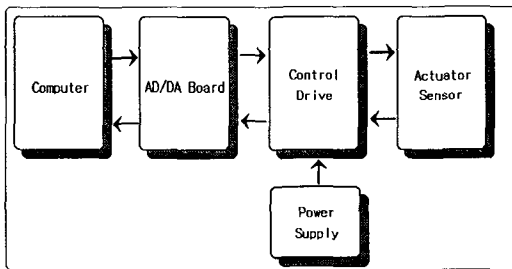 Computer
AD/DA Board
Control
Drive
Actuator
Sensor
Power
Supply